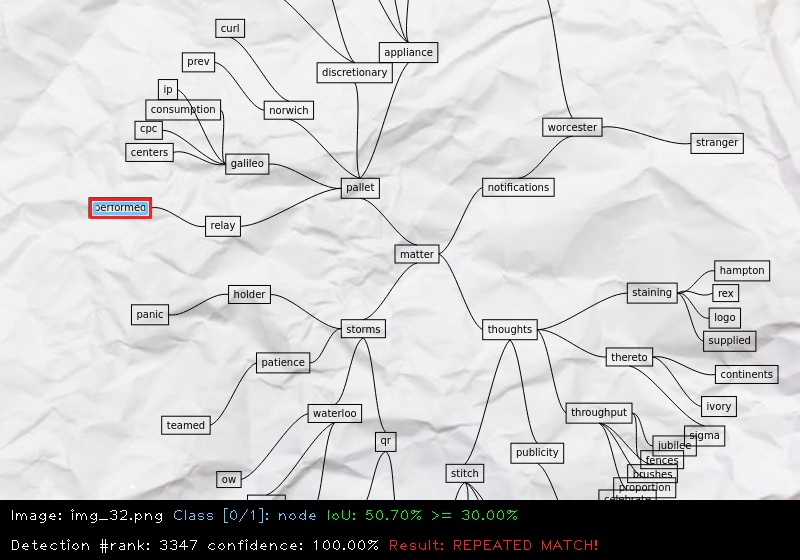 curl
appliance
prev
discretionary
ip
consumption
norwich
cpc
worcester
stranger
centers
galileo
pallet
notifications
performed
relay
matter
hampton
holder
staining
rex
panic
logo
storms
thoughts
supplied
patience
thereto
continents
ivory
waterloo
throughput
teamed
sigma
qr
jubilee
publicity
fences
stitch
brushes
ow
proportion
celebrate
Image: img_32.png Class [0/1]: node IoU: 50.70% >= 30.00%
Detection #rank: 3347 confidence: 100.00% Result: REPEATED MATCH!